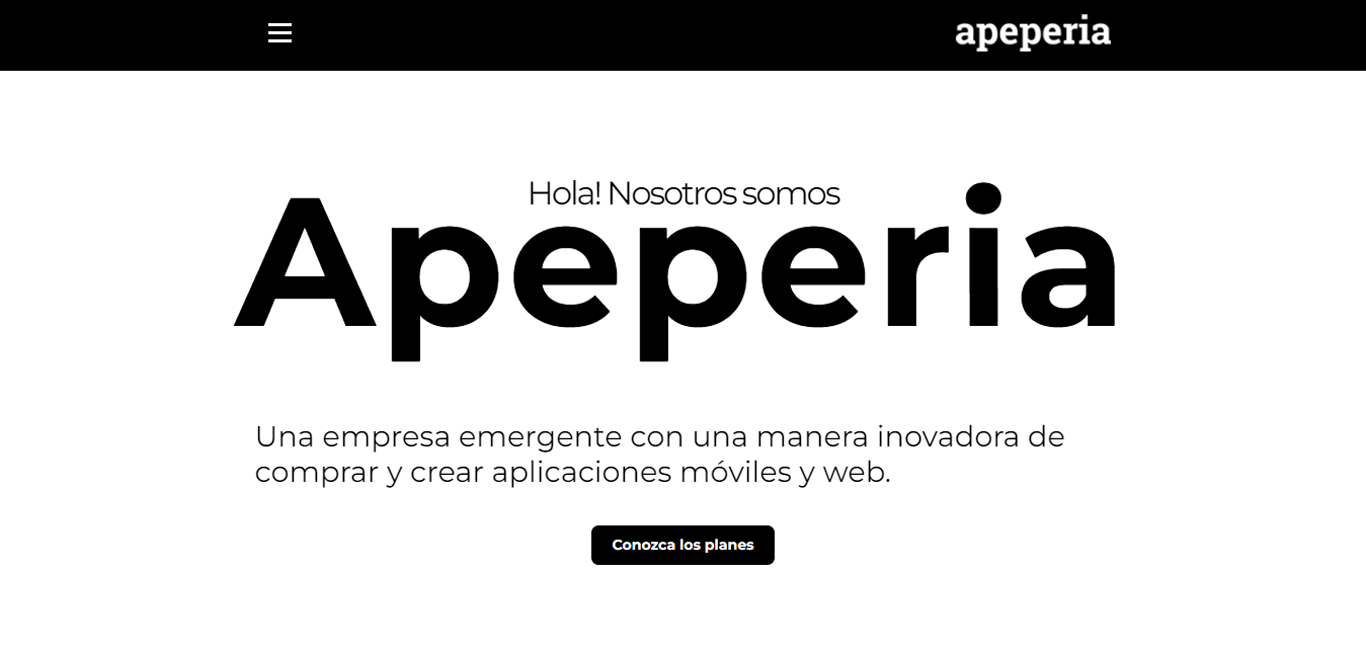 apeperia
Hola! Nosotros somos
Apeperia
Una empresa emergente con una manera inovadora de
comprar y crear aplicaciones móviles y web.
Conozca los planes